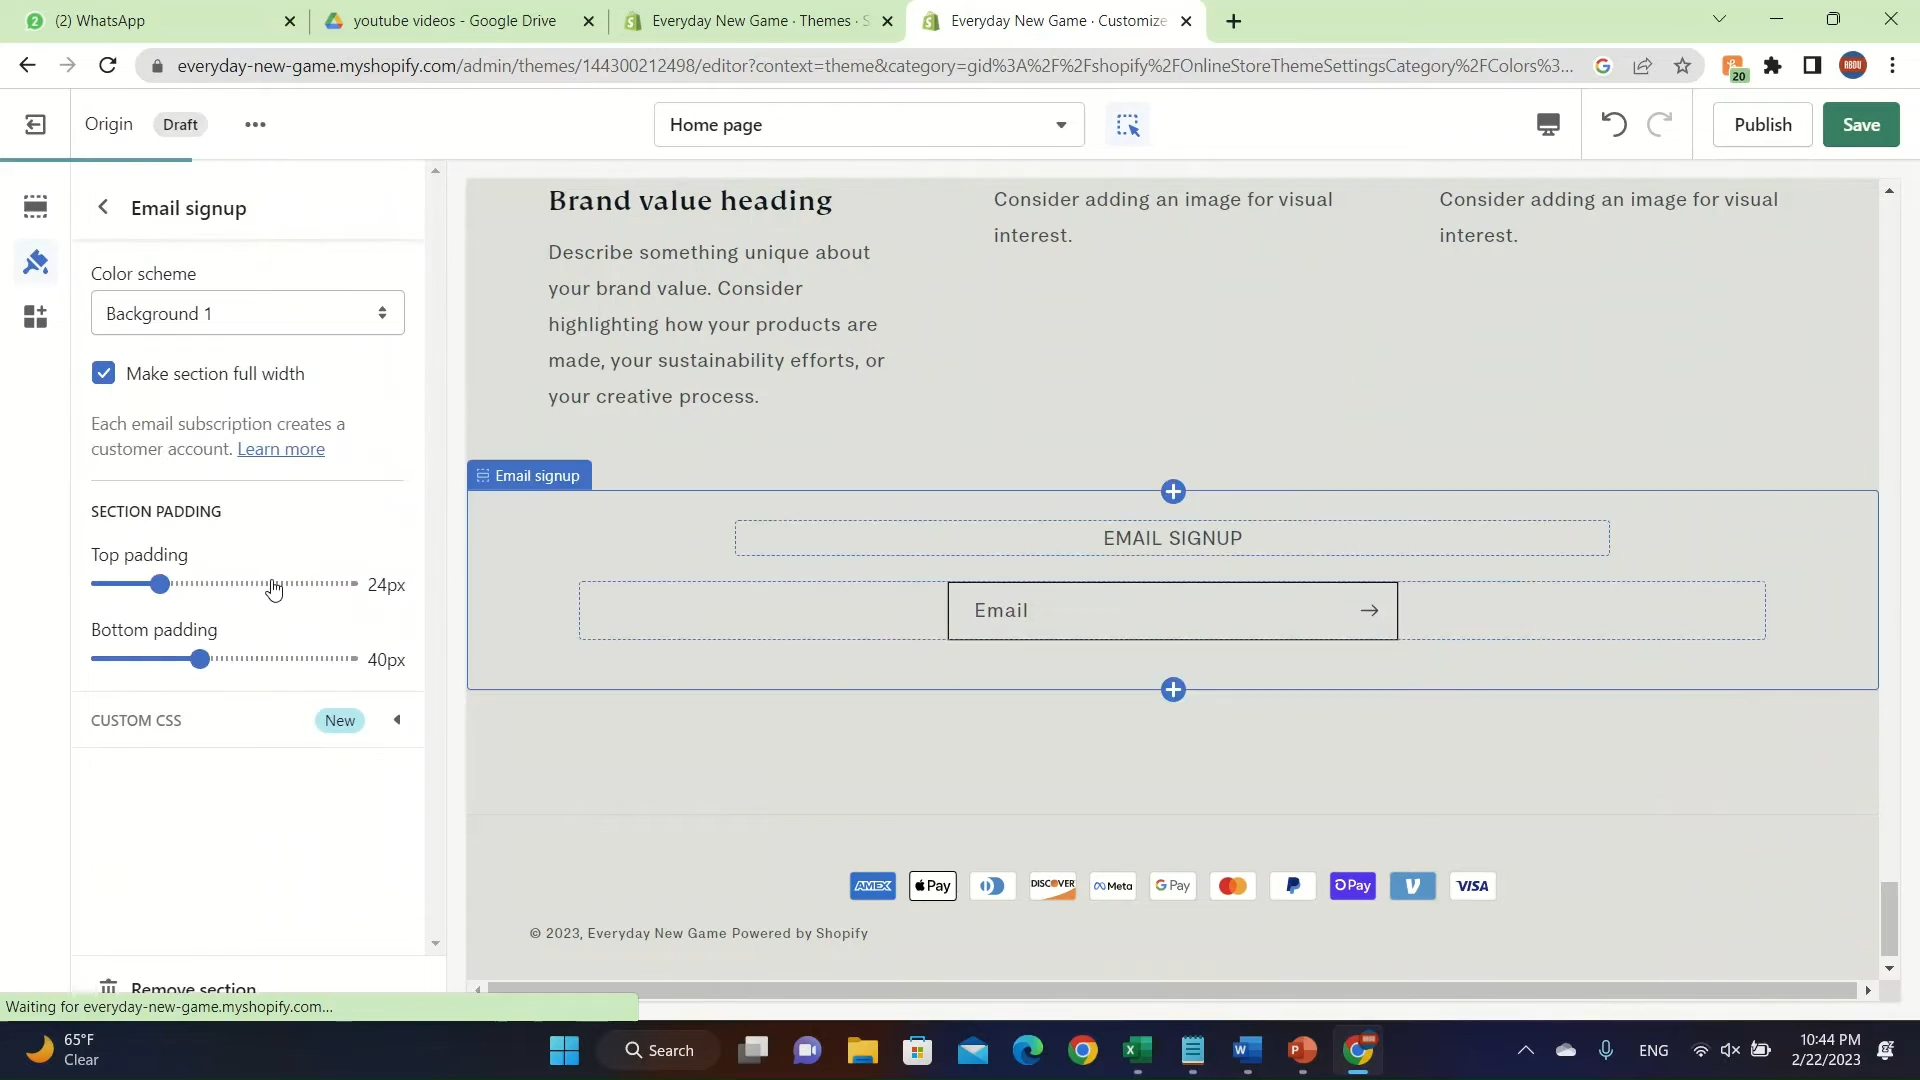 (2) WhatsApp
youtube videos - Google Drive
Everyday New Game · Themes · S
Everyday New Game · Customize
everyday-new-game.myshopify.com/admin/themes/144300212498/editor?context=theme&category=gid%3A%2F%2Fshopify%2FOnlineStoreThemeSettingsCategory%2FColors%3...
20
ABDU
Origin
Draft
Home page
Publish
Save
Email signup
Color scheme
Background 1
Make section full width
Each email subscription creates a
customer account. Learn more
SECTION PADDING
Top padding
24px
Bottom padding
40px
CUSTOM CSS
New
Remove section
Brand value heading
Describe something unique about
your brand value. Consider
highlighting how your products are
made, your sustainability efforts, or
your creative process.
Consider adding an image for visual
interest.
Consider adding an image for visual
interest.
Email signup
EMAIL SIGNUP
Email
AMEX
Pay
DISCOVER
Meta
G Pay
Pay
VISA
© 2023, Everyday New Game Powered by Shopify
Waiting for everyday-new-game.myshopify.com...
65°F
Clear
Search
ENG
10:44 PM
2/22/2023